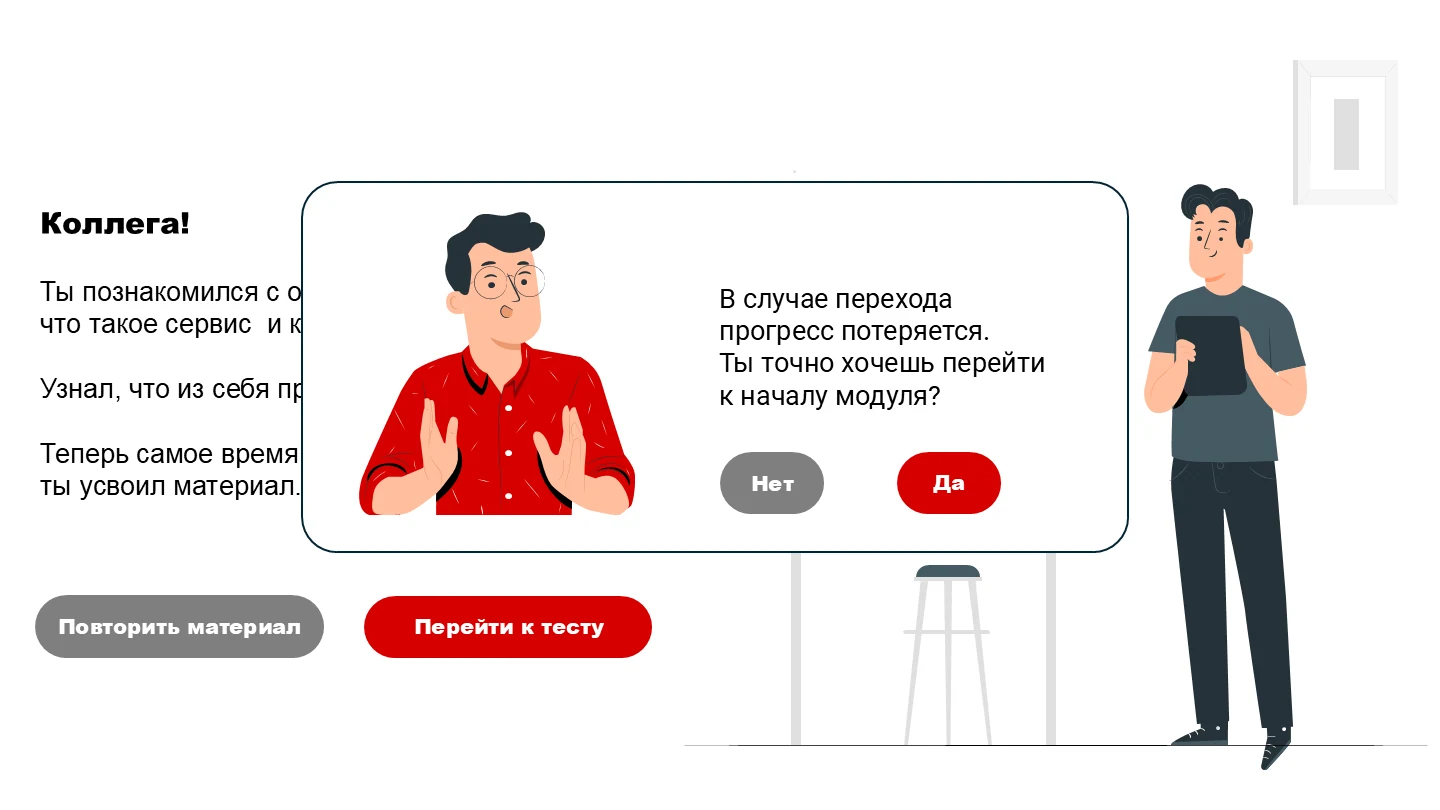 Коллега!
Ты познакомился с
что такое сервис и
Узнал, что из себя
Теперь самое время
ты усвоил материал.
В случае перехода
прогресс потеряется.
Ты точно хочешь перейти
к началу модуля?
Нет
Да
Повторить материал
Перейти к тесту